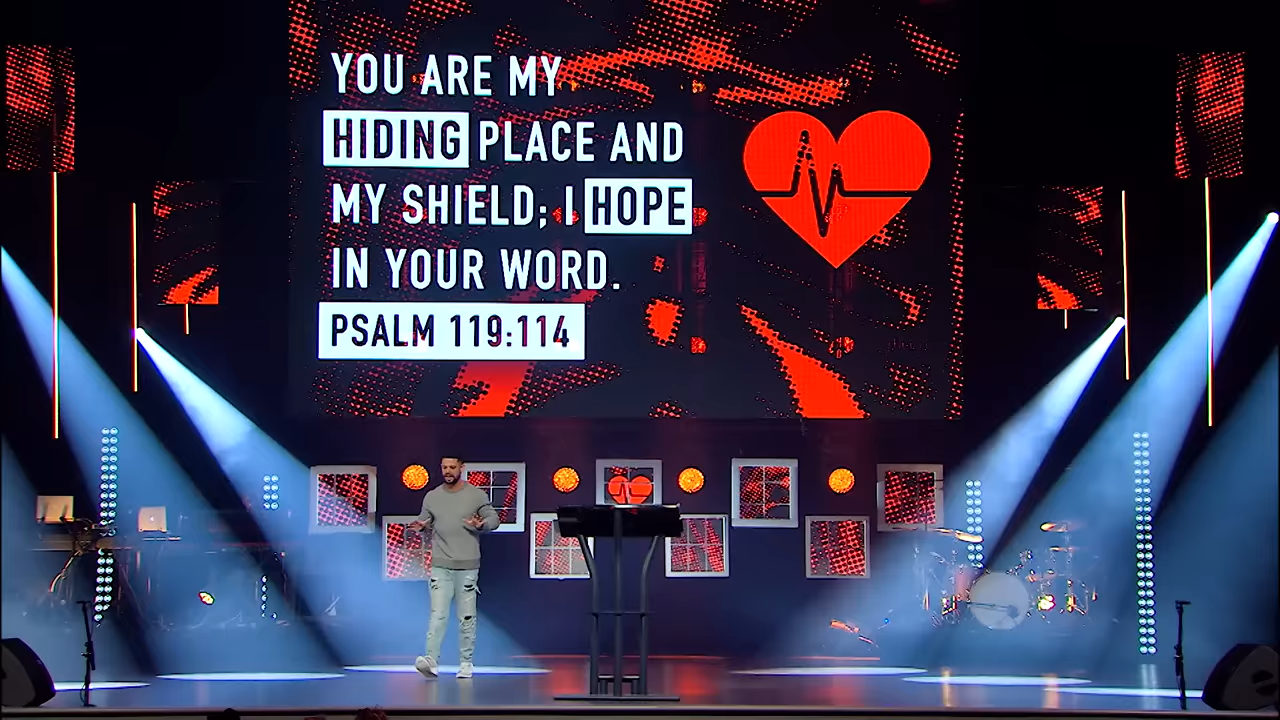 YOU ARE MY
HIDING PLACE AND
MY SHIELD; I HOPE
IN YOUR WORD.
PSALM 119:114